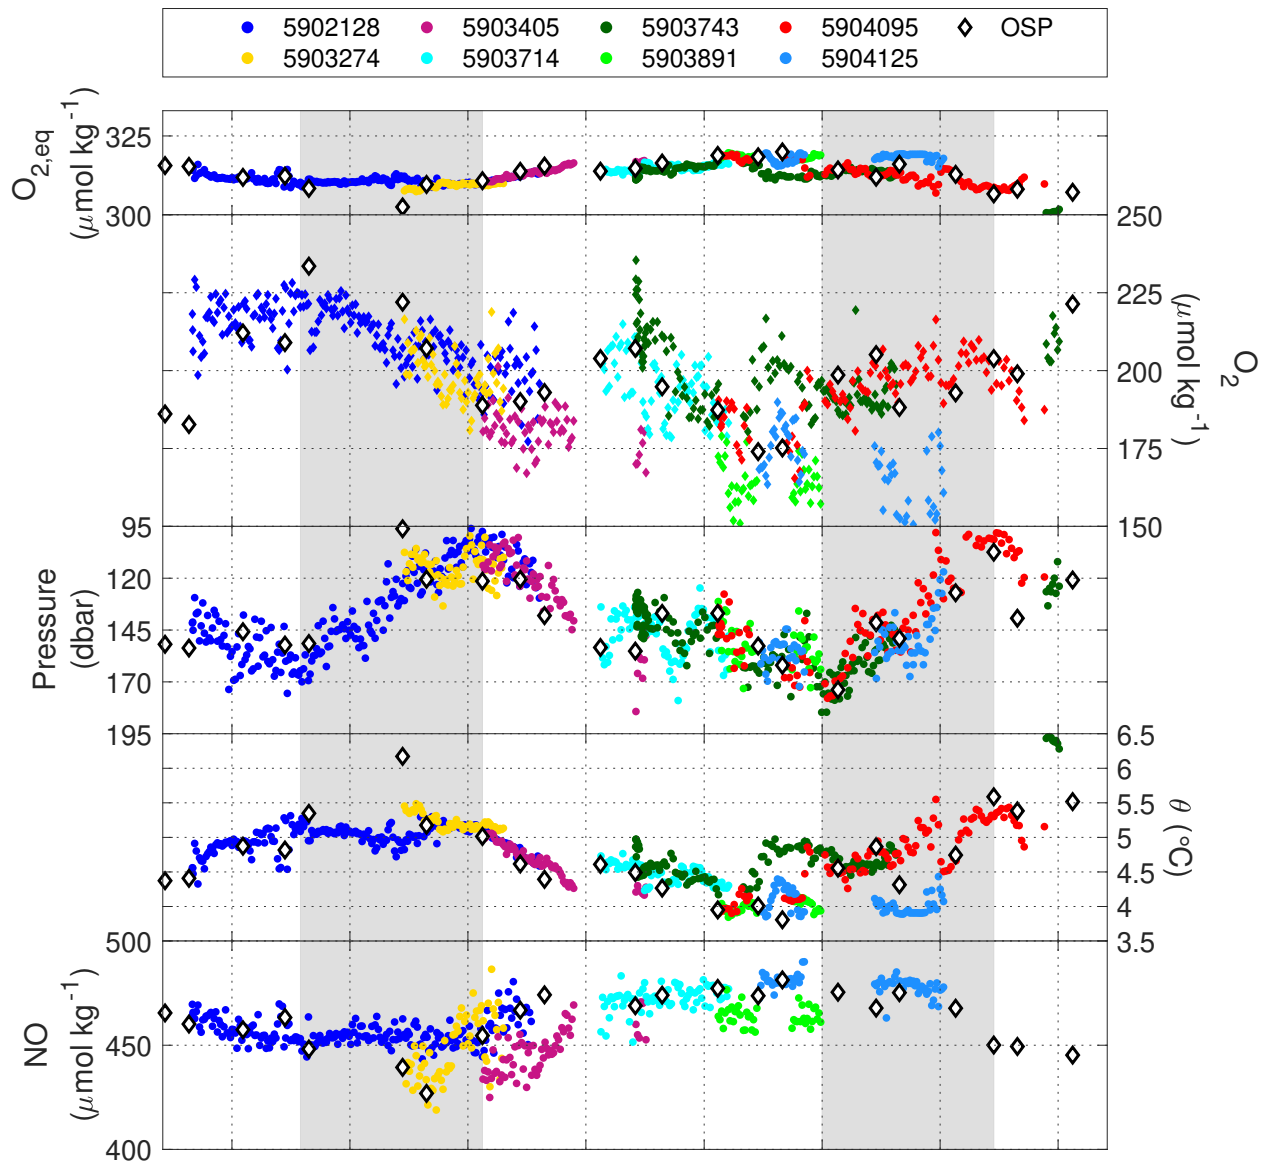 5902128 5903405 5903743 5904095 OSP
5903274 5903714 5903891 5904125
O2,eq
(μmol kg-1)
325
300
250
225
200
175
150
O2
(μmol kg-1)
95
120
145
170
195
Pressure
(dbar)
6.5
6
5.5
5
4.5
4
3.5
θ (°C)
500
450
400
NO
(μmol kg-1)